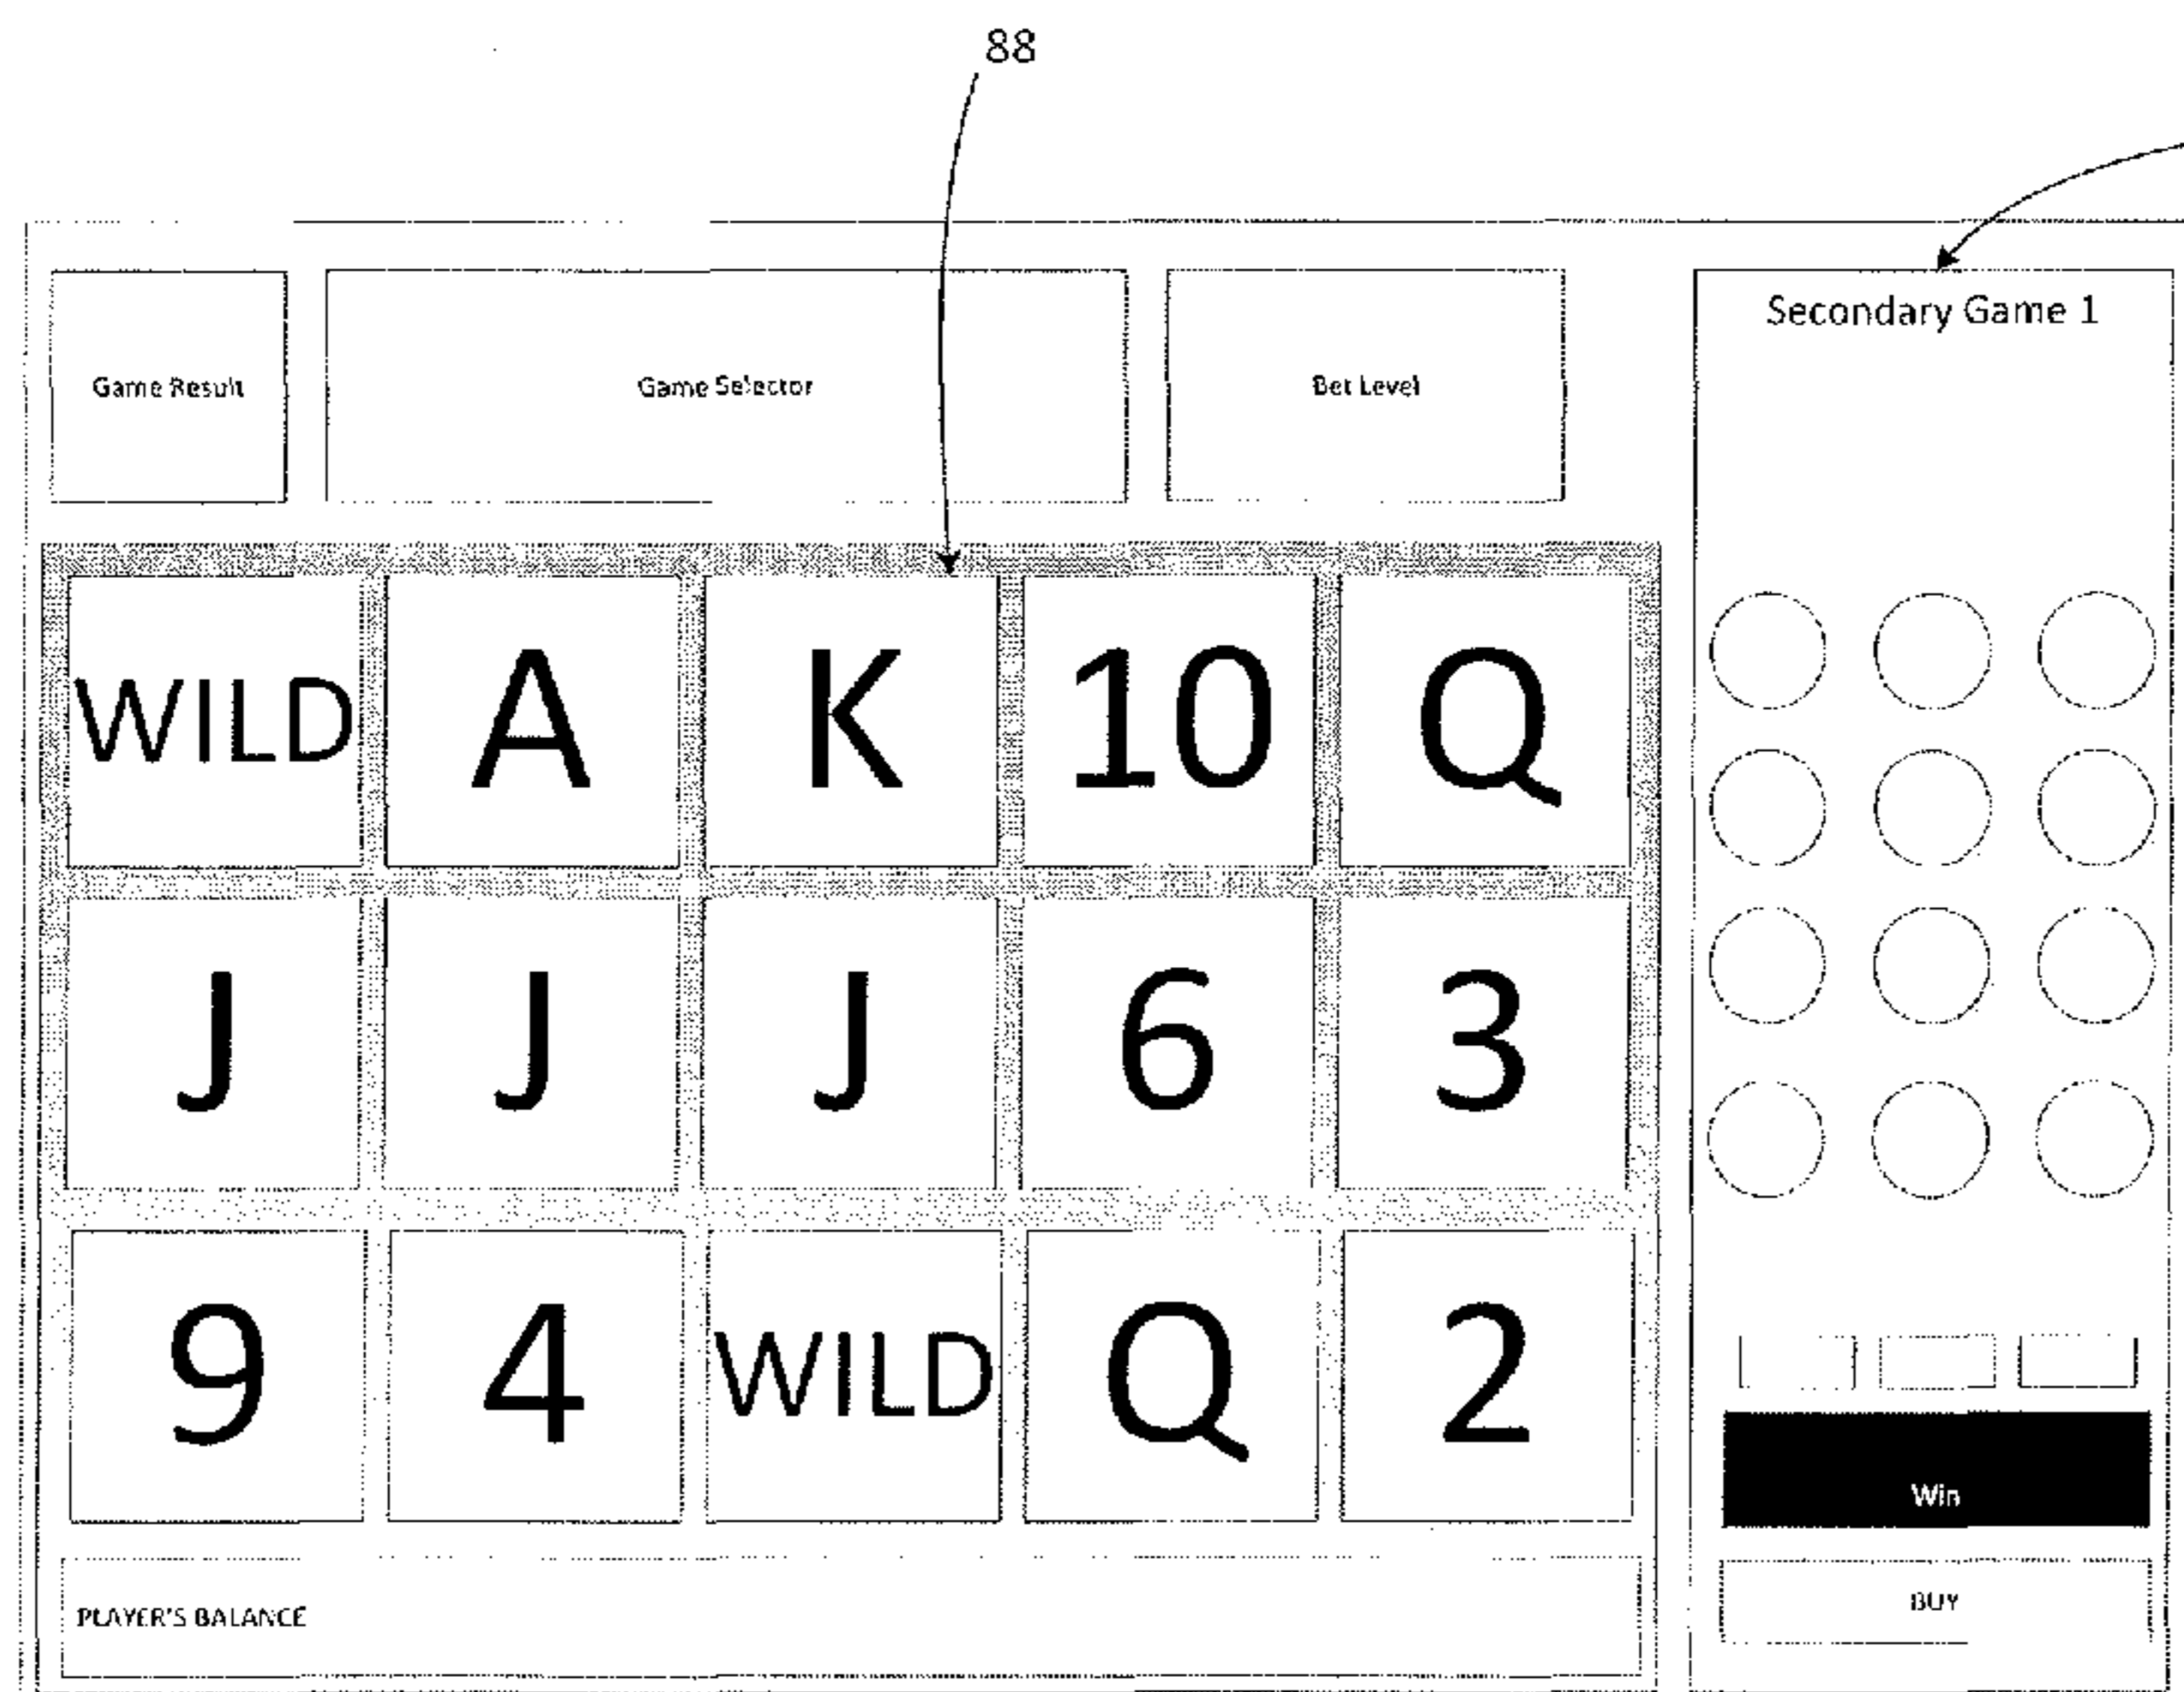 88
Secondary Game 1
Game Result
Game Selector
Bet Level
WILD A K 10 Q
J J J 6 3
9 4 WILD Q 2
Win
BUY
PLAYER'S BALANCE